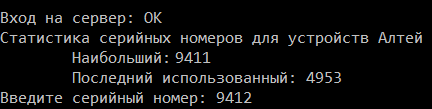 Вход на сервер: OK
Статистика серийных номеров для устройств Алтей
Наибольший: 9411
Последний использованный: 4953
Введите серийный номер: 9412